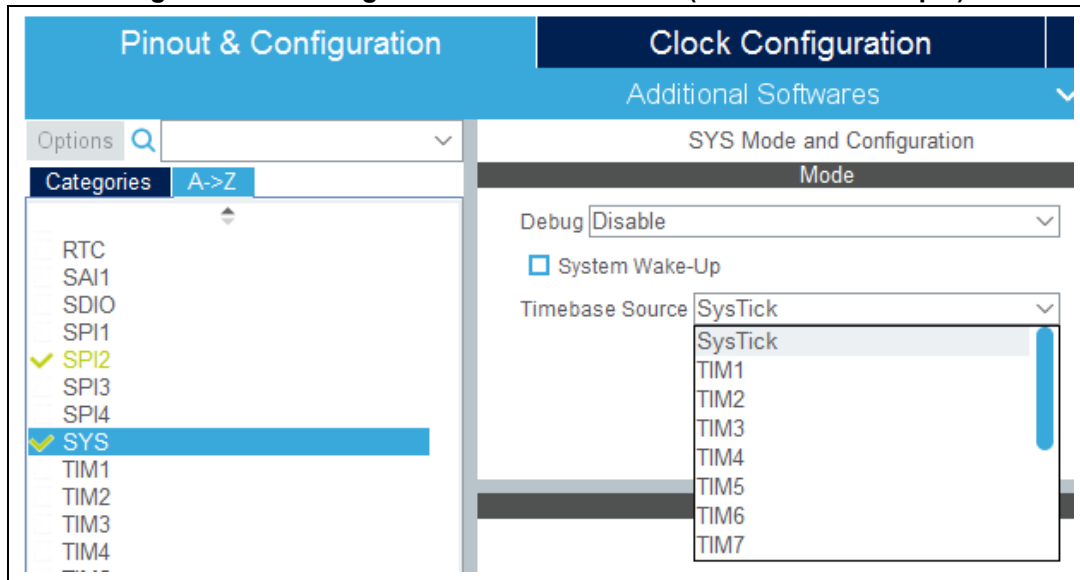 Pinout & Configuration
Clock Configuration
Additional Softwares
Options
Categories
A->Z
RTC
SAI1
SDIO
SPI1
SPI2
SPI3
SPI4
SYS
TIM1
TIM2
TIM3
TIM4
SYS Mode and Configuration
Mode
Debug Disable
System Wake-Up
Timebase Source SysTick
SysTick
TIM1
TIM2
TIM3
TIM4
TIM5
TIM6
TIM7